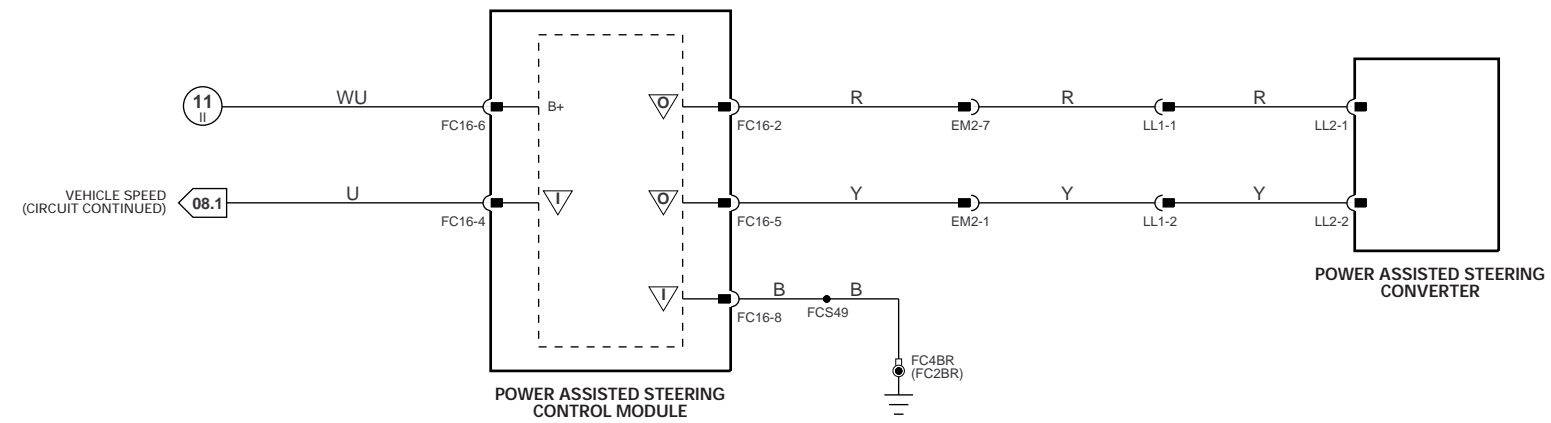 11
II
WU
FC16-6
B+
O
FC16-2
R
EM2-7
R
LL1-1
R
LL2-1
VEHICLE SPEED
(CIRCUIT CONTINUED)
08.1
U
FC16-4
I
O
FC16-5
Y
EM2-1
Y
LL1-2
Y
LL2-2
POWER ASSISTED STEERING
CONVERTER
I
FC16-8
B
FCS49
B
FC4BR
(FC2BR)
POWER ASSISTED STEERING
CONTROL MODULE